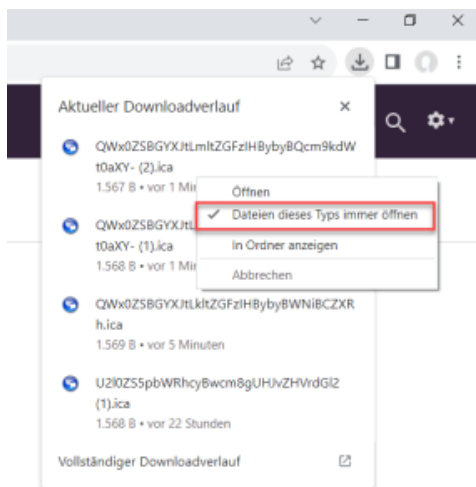 Aktueller Downloadverlauf
QWx0ZSBGYXJtLmltZGFzIHBybyBQcm9kdW
t0aXY- (2).ica
1.567 B • vor 1 Mi
Öffnen
Dateien dieses Typs immer öffnen
QWx0ZSBGYXJtL
t0aXY- (1).ica
In Ordner anzeigen
1.568 B • vor 1 Mi
Abbrechen
QWx0ZSBGYXJtLkltZGFzIHBybyBWNiBCZXR
h.ica
1.569 B • vor 5 Minuten
U2l0ZS5pbWRhcyBwcm8gUHJvZHVrdGl2
(1).ica
1.568 B • vor 22 Stunden
Vollständiger Downloadverlauf